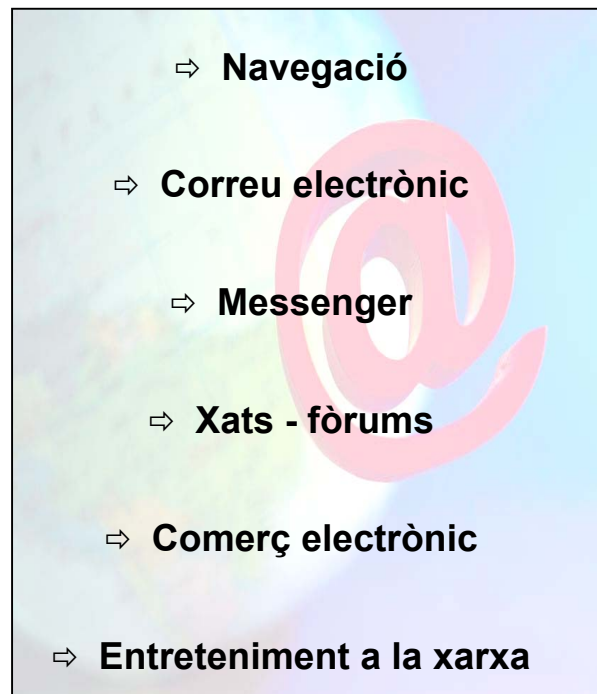 ⇨ Navegació
⇨ Correu electrònic
⇨ Messenger
⇨ Xats - fòrums
⇨ Comerç electrònic
⇨ Entreteniment a la xarxa